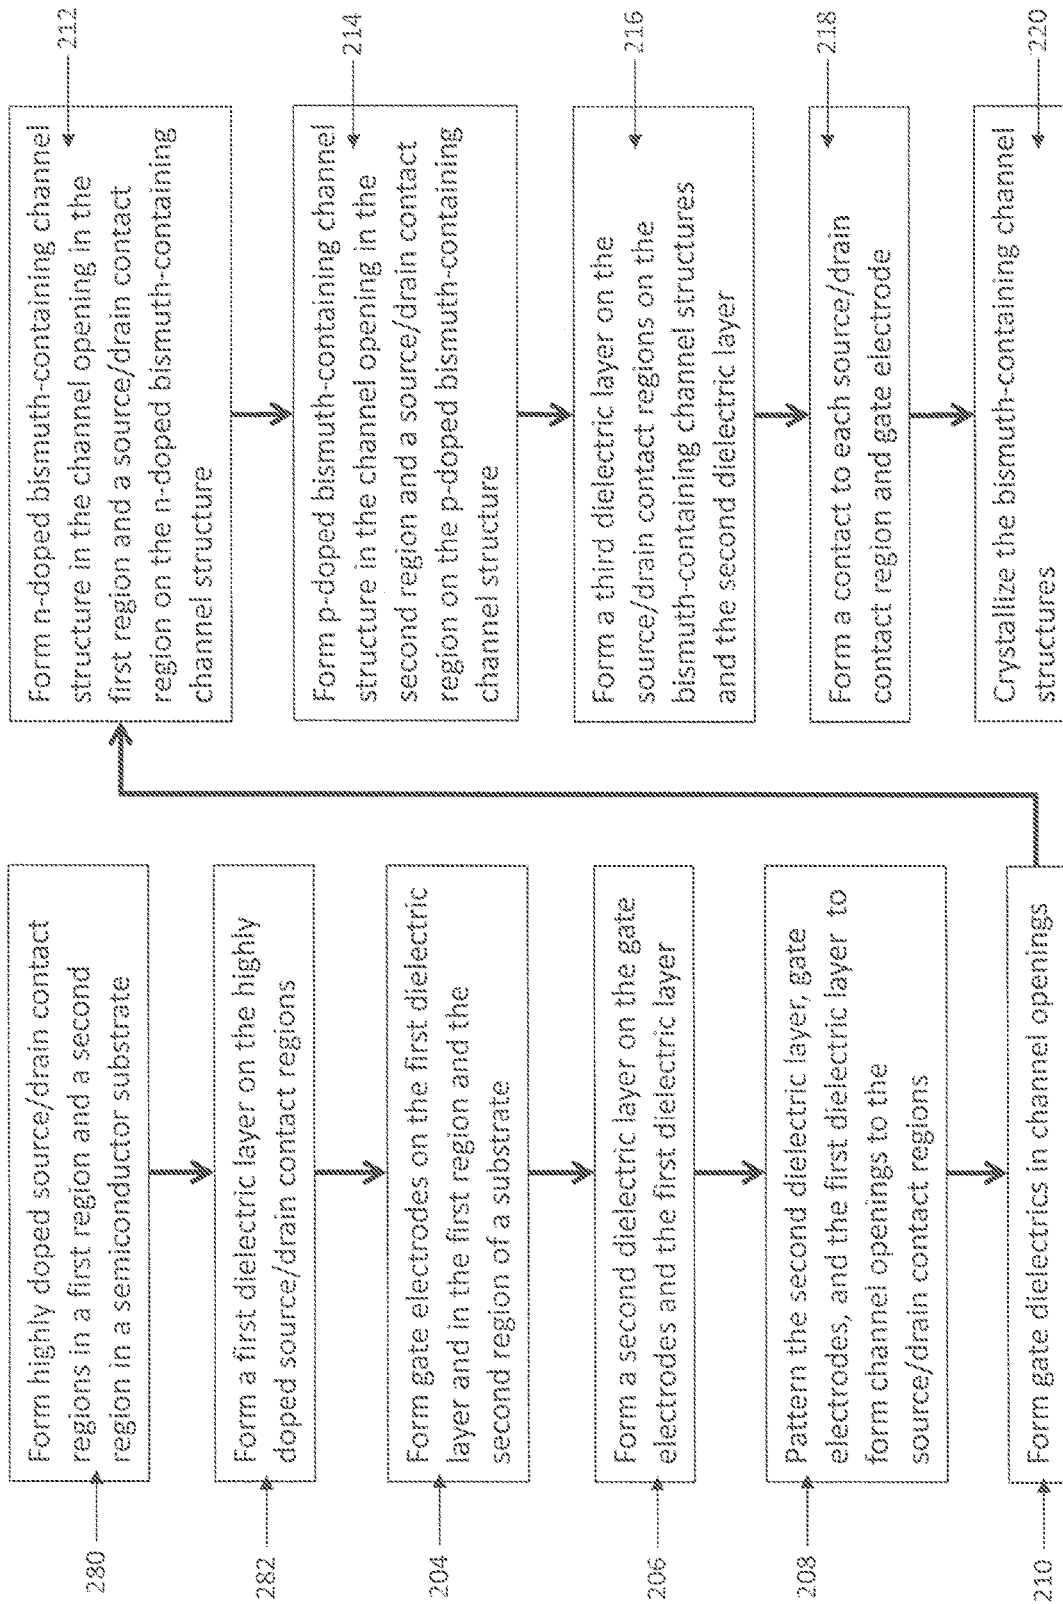 280
Form highly doped source/drain contact
regions in a first region and a second
region in a semiconductor substrate
282
Form a first dielectric layer on the highly
doped source/drain contact regions
204
Form gate electrodes on the first dielectric
layer and in the first region and the
second region of a substrate
206
Form a second dielectric layer on the gate
electrodes and the first dielectric layer
208
Pattern the second dielectric layer, gate
electrodes, and the first dielectric layer to
form channel openings to the
source/drain contact regions
210
Form gate dielectrics in channel openings
212
Form n-doped bismuth-containing channel
structure in the channel opening in the
first region and a source/drain contact
region on the n-doped bismuth-containing
channel structure
214
Form p-doped bismuth-containing channel
structure in the channel opening in the
second region and a source/drain contact
region on the p-doped bismuth-containing
channel structure
216
Form a third dielectric layer on the
source/drain contact regions on the
bismuth-containing channel structures
and the second dielectric layer
218
Form a contact to each source/drain
contact region and gate electrode
220
Crystallize the bismuth-containing channel
structures